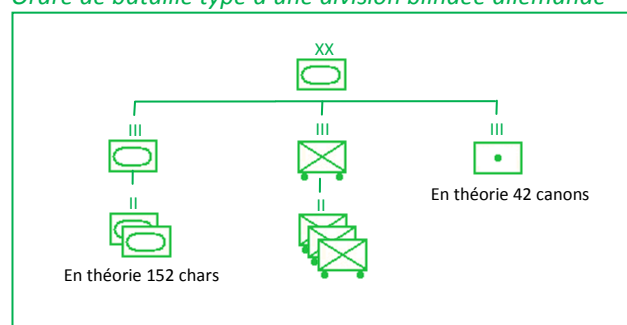 Ordre de bataille type d'une division blindée allemande
XX
III III III
En théorie 42 canons
II II
En théorie 152 chars